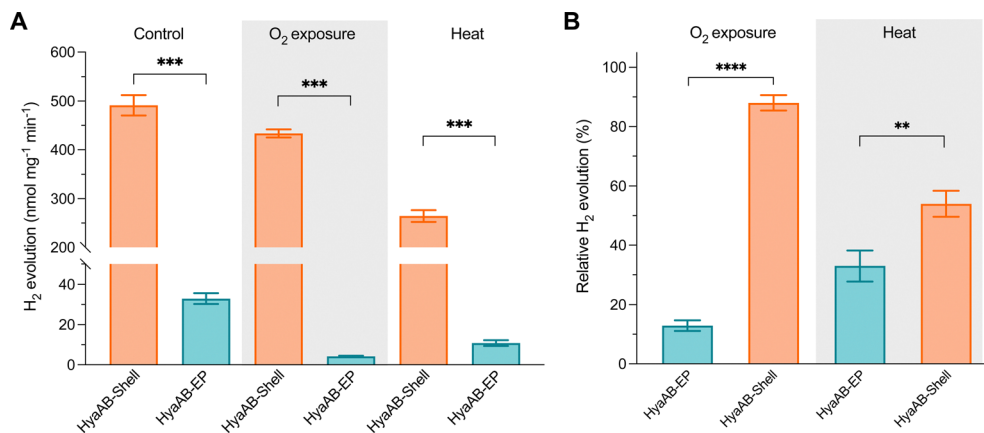 A
Control
O2 exposure
Heat
***
***
***
H2 evolution (nmol mg-1 min-1)
600
500
400
300
200
40
20
0
HyaAB-Shell
HyaAB-EP
HyaAB-Shell
HyaAB-EP
HyaAB-Shell
HyaAB-EP
B
O2 exposure
Heat
****
**
Relative H2 evolution (%)
100
80
60
40
20
0
HyaAB-EP
HyaAB-Shell
HyaAB-EP
HyaAB-Shell